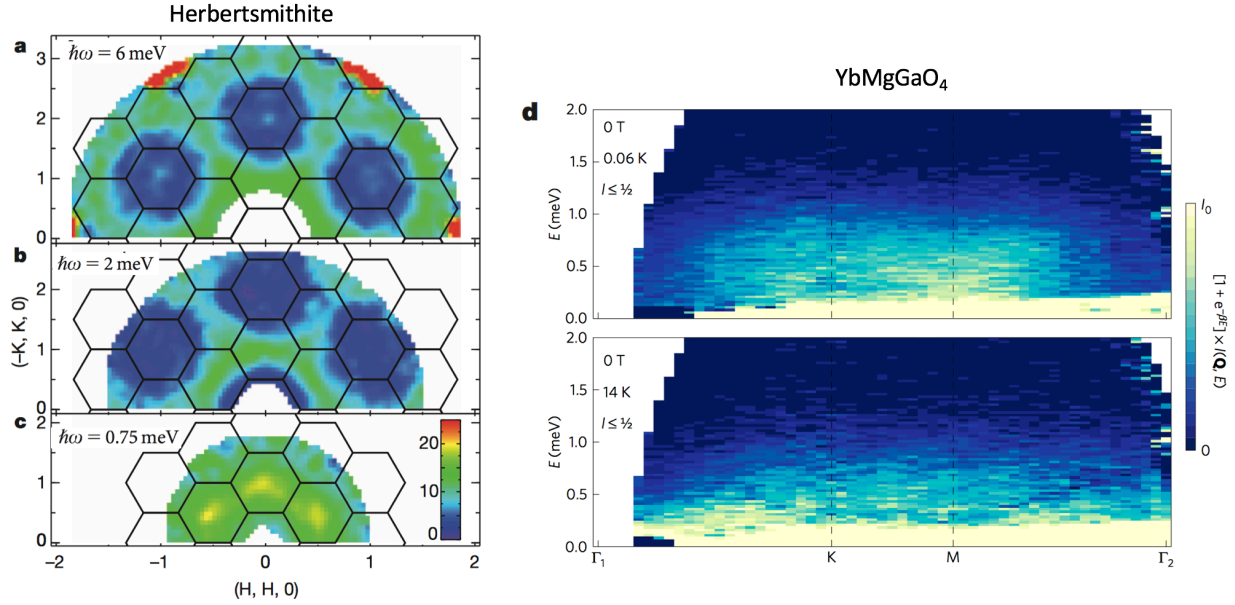 Herbertsmithite
a
ħω = 6 meV
3
2
1
0
b
ħω = 2 meV
2
1
0
(−K, K, 0)
c
ħω = 0.75 meV
2
1
0
20
10
0
−2 −1 0 1 2
(H, H, 0)
YbMgGaO4
d
2.0
1.5
1.0
0.5
0.0
E (meV)
0 T
0.06 K
l ≤ ½
2.0
1.5
1.0
0.5
0.0
E (meV)
0 T
14 K
l ≤ ½
Γ1 K M Γ2
I0
0
[1 + e−βE] × I(Q, E)